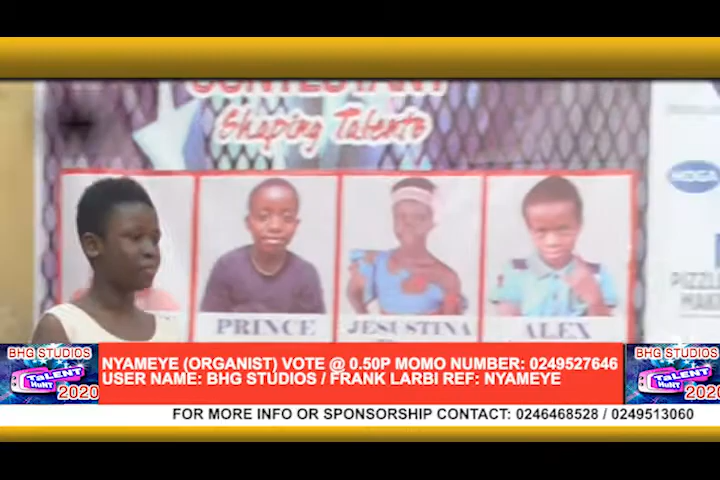 CONTESTANT
Shaping Talents
PRINCE
JESUSTINA
ALEX
BHG STUDIOS
TALENT
HUNT
2020
NYAMEYE (ORGANIST) VOTE @ 0.50P MOMO NUMBER: 0249527646
USER NAME: BHG STUDIOS / FRANK LARBI REF: NYAMEYE
BHG STUDIOS
TALENT
HUNT
2020
FOR MORE INFO OR SPONSORSHIP CONTACT: 0246468528 / 0249513060